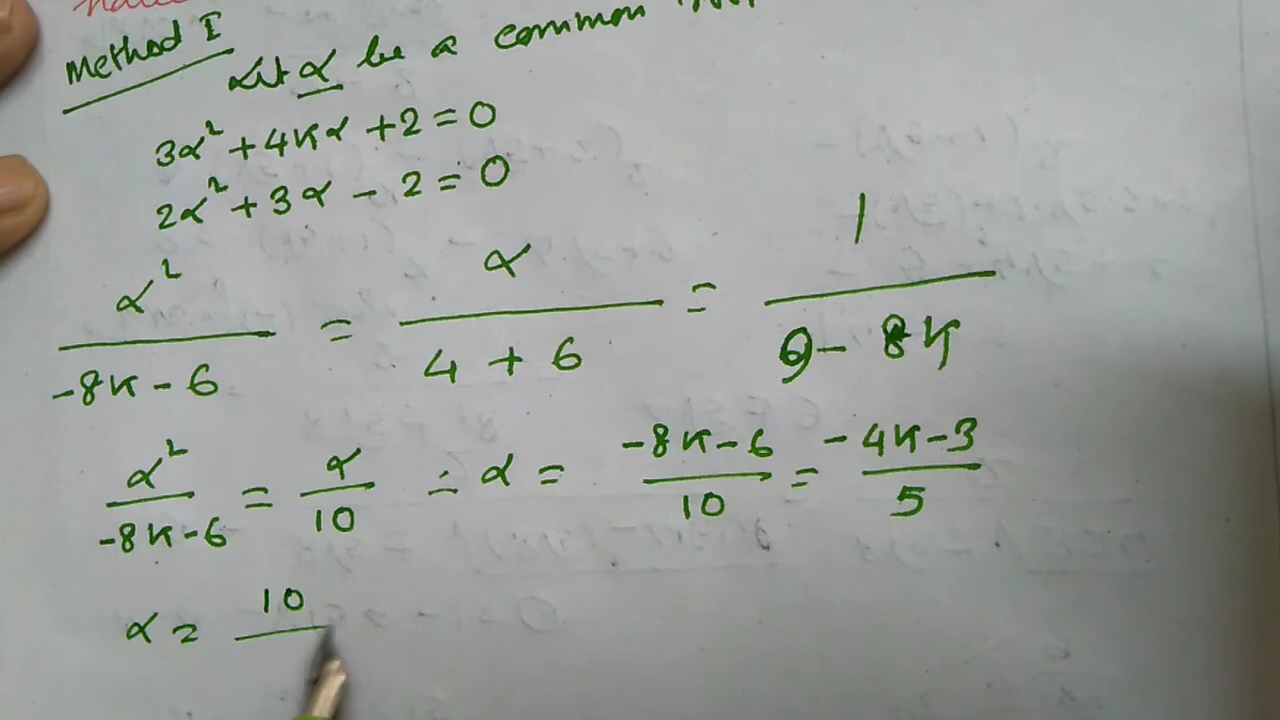 Method I
Let α be a common
3α² + 4kα + 2 = 0
2α² + 3α - 2 = 0
α² / -8k - 6 = α / 4 + 6 = 1 / 9 - 8k
α² / -8k-6 = α / 10 ∴ α = -8k-6 / 10 = -4k-3 / 5
α = 10 /